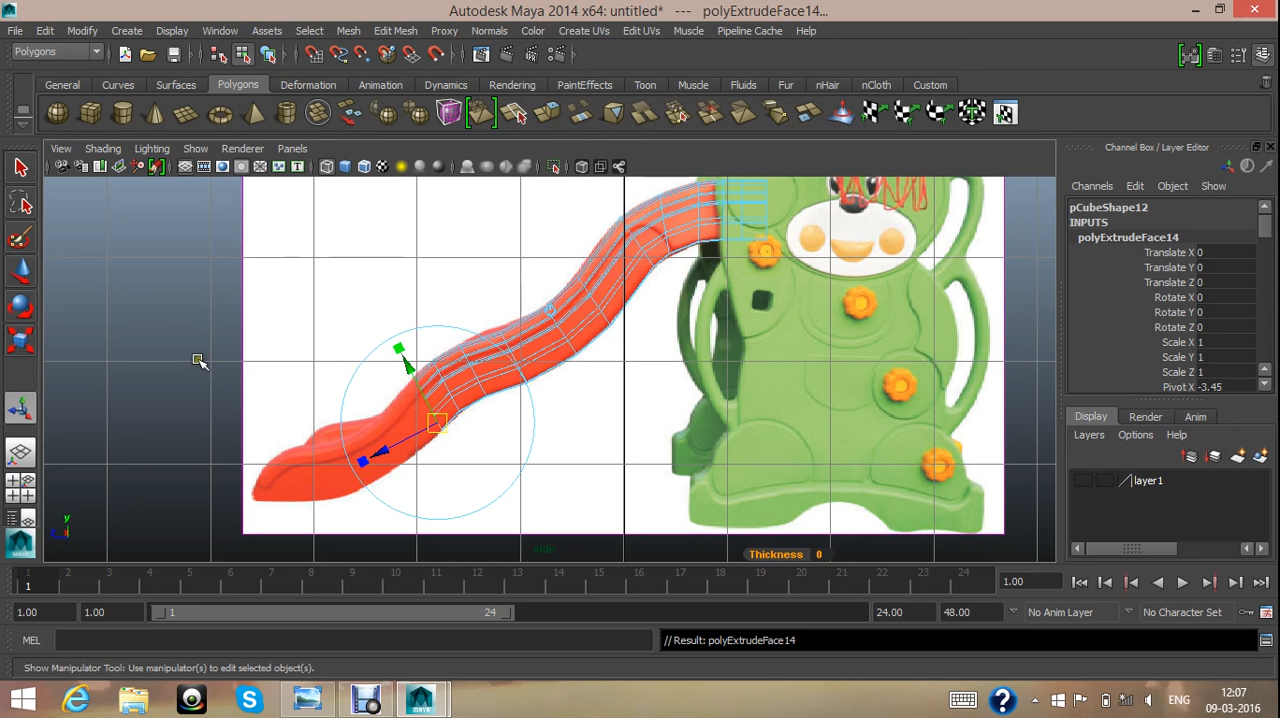 Autodesk Maya 2014 x64: untitled* --- polyExtrudeFace14...
File Edit Modify Create Display Window Assets Select Mesh Edit Mesh Proxy Normals Color Create UVs Edit UVs Muscle Pipeline Cache Help
Polygons
General Curves Surfaces Polygons Deformation Animation Dynamics Rendering PaintEffects Toon Muscle Fluids Fur nHair nCloth Custom
View Shading Lighting Show Renderer Panels
Channel Box / Layer Editor
Channels Edit Object Show
pCubeShape12
INPUTS
polyExtrudeFace14
Translate X 0
Translate Y 0
Translate Z 0
Rotate X 0
Rotate Y 0
Rotate Z 0
Scale X 1
Scale Y 1
Scale Z 1
Pivot X -3.45
Display Render Anim
Layers Options Help
layer1
y
side
Thickness 0
1 2 3 4 5 6 7 8 9 10 11 12 13 14 15 16 17 18 19 20 21 22 23 24
1
1.00
1.00 1.00 1 24 24.00 48.00 No Anim Layer No Character Set
MEL // Result: polyExtrudeFace14
Show Manipulator Tool: Use manipulator(s) to edit selected object(s).
ENG
12:07
09-03-2016